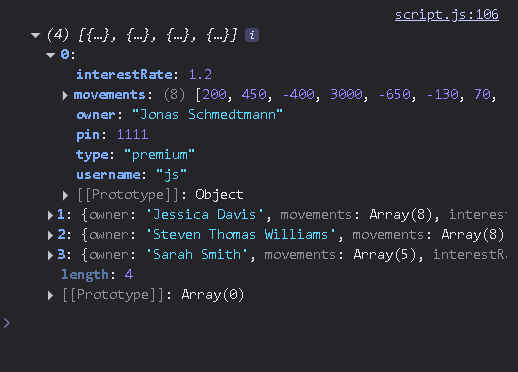 script.js:106
(4) [{…}, {…}, {…}, {…}] i
0:
interestRate: 1.2
movements: (8) [200, 450, -400, 3000, -650, -130, 70,
owner: "Jonas Schmedtmann"
pin: 1111
type: "premium"
username: "js"
[[Prototype]]: Object
1: {owner: 'Jessica Davis', movements: Array(8), interest
2: {owner: 'Steven Thomas Williams', movements: Array(8)
3: {owner: 'Sarah Smith', movements: Array(5), interestR
length: 4
[[Prototype]]: Array(0)